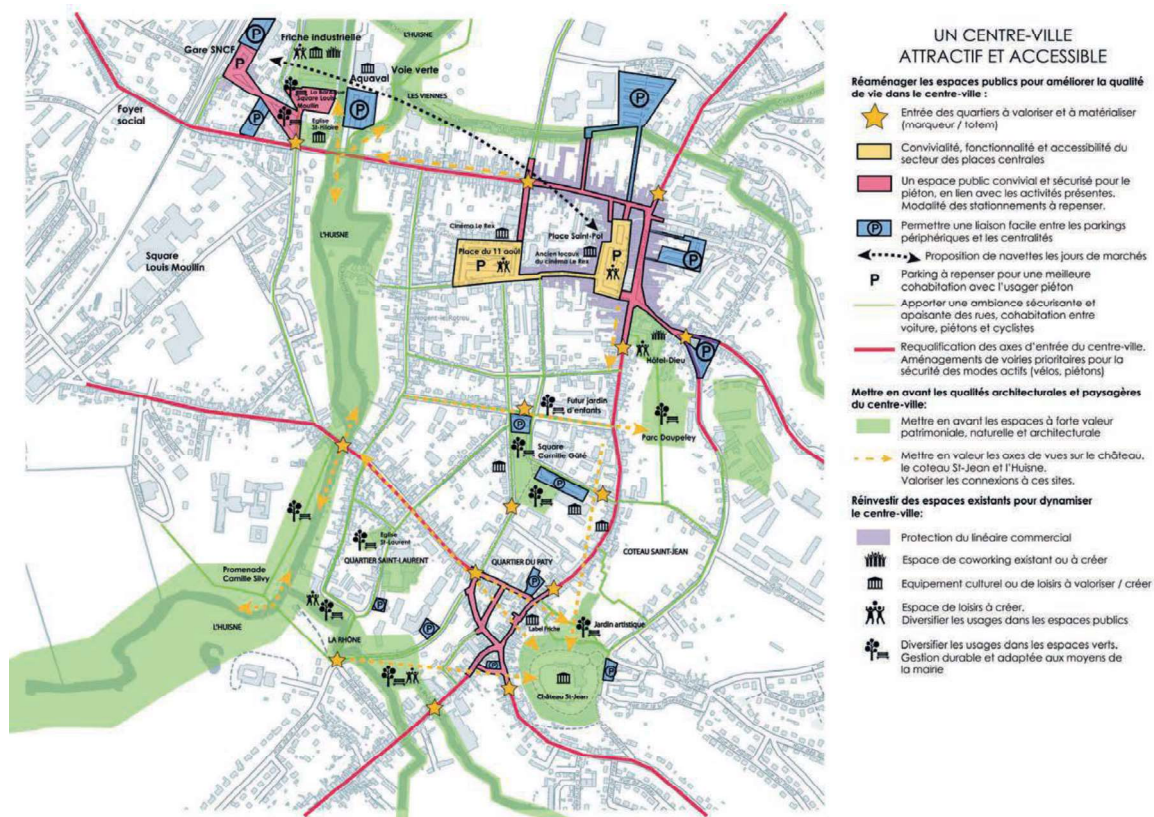 L'HUIGNE
Friche industrielle
Gare SNCF
Voie verte
Aquaval
LES VIENNES
Square Louis
Moulin
Foyer
social
Eglise
St-Hilaire
L'HUISNE
Cinéma Le Rex
Place Saint-Pol
Place du 11 août
Ancien locaux
du cinéma Le Rex
P
P
P
Square
Louis Moullin
Hôtel-Dieu
Futur jardin
d'enfants
Parc Daupeley
Square
Camille Gâté
Eglise
St-Laurent
QUARTIER SAINT-LAURENT
QUARTIER DU PATY
COTEAU SAINT-JEAN
Promenade
Camille Silvy
L'HUISNE
LA RHÔNE
Label Friche
Jardin artistique
Château St-Jean
UN CENTRE-VILLE
ATTRACTIF ET ACCESSIBLE
Réaménager les espaces publics pour améliorer la qualité
de vie dans le centre-ville :
Entrée des quartiers à valoriser et à matérialiser
(marqueur / totem)
Convivialité, fonctionnalité et accessibilité du
secteur des places centrales
Un espace public convivial et sécurisé pour le
piéton, en lien avec les activités présentes.
Modalité des stationnements à repenser.
P
Permettre une liaison facile entre les parkings
périphériques et les centralités
Proposition de navettes les jours de marchés
P
Parking à repenser pour une meilleure
cohabitation avec l'usager piéton
Apporter une ambiance sécurisante et
apaisante des rues, cohabitation entre
voiture, piétons et cyclistes
Requalification des axes d'entrée du centre-ville.
Aménagements de voiries prioritaires pour la
sécurité des modes actifs (vélos, piétons)
Mettre en avant les qualités architecturales et paysagères
du centre-ville:
Mettre en avant les espaces à forte valeur
patrimoniale, naturelle et architecturale
Mettre en valeur les axes de vues sur le château,
le coteau St-Jean et l'Huisne.
Valoriser les connexions à ces sites.
Réinvestir des espaces existants pour dynamiser
le centre-ville:
Protection du linéaire commercial
Espace de coworking existant ou à créer
Equipement culturel ou de loisirs à valoriser / créer
Espace de loisirs à créer.
Diversifier les usages dans les espaces publics
Diversifier les usages dans les espaces verts.
Gestion durable et adaptée aux moyens de
la mairie